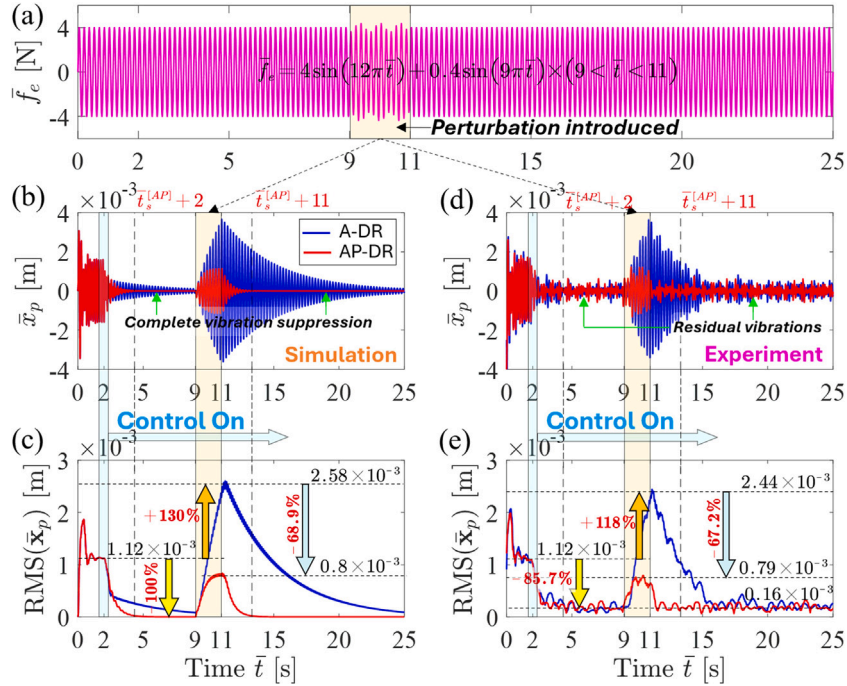 (a)
f̄e [N]
4
0
-4
f̄e = 4 sin(12πt̄) + 0.4 sin(9πt̄) × (9 < t̄ < 11)
Perturbation introduced
0 2 5 9 11 15 20 25
(b)
×10⁻³
t̄s[AP]+2 t̄s[AP]+11
x̄p [m]
4
2
0
-2
-4
A-DR
AP-DR
Complete vibration suppression
Simulation
0 2 5 9 11 15 20 25
(d)
×10⁻³
t̄s[AP]+2 t̄s[AP]+11
x̄p [m]
4
2
0
-2
-4
Residual vibrations
Experiment
0 2 5 9 11 15 20 25
Control On
(c)
×10⁻³
RMS(x̄p) [m]
3
2
1
0
2.58×10⁻³
+130%
-68.9%
1.12×10⁻³
0.8×10⁻³
100%
0 2 5 9 11 15 20 25
Time t̄ [s]
Control On
(e)
×10⁻³
RMS(x̄p) [m]
3
2
1
0
2.44×10⁻³
+118%
-67.2%
1.12×10⁻³
0.79×10⁻³
-85.7%
0.16×10⁻³
0 2 5 9 11 15 20 25
Time t̄ [s]